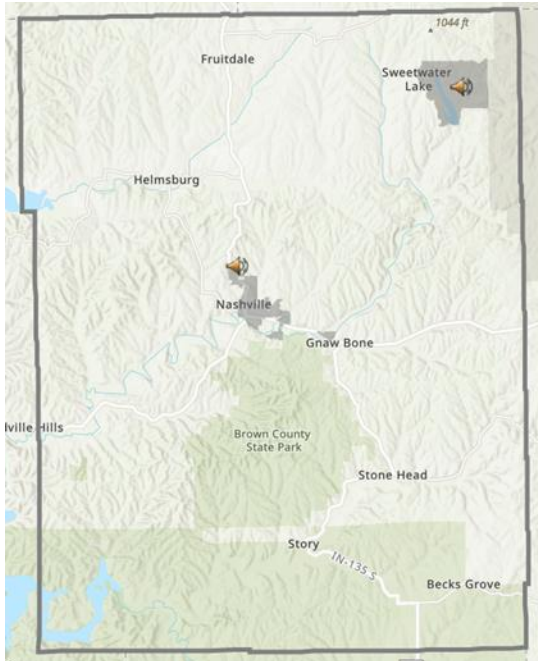 1044 ft
Fruitdale
Sweetwater
Lake
Helmsburg
Nashville
Gnaw Bone
lville Hills
Brown County
State Park
Stone Head
Story
IN-135 S
Becks Grove